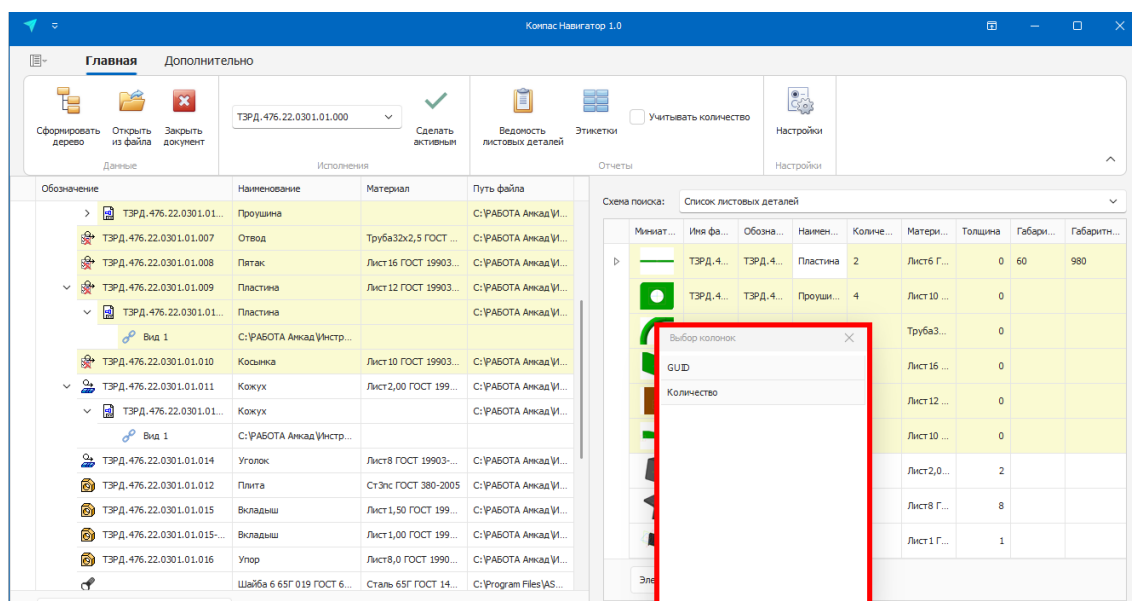 Компас Навигатор 1.0
Главная Дополнительно
Сформировать дерево Открыть из файла Закрыть документ
ТЗРД.476.22.0301.01.000 Сделать активным
Ведомость листовых деталей Этикетки Учитывать количество Настройки
Данные Исполнения Отчеты Настройки
Обозначение Наименование Материал Путь файла
ТЗРД.476.22.0301.01... Проушина C:\РАБОТА Анкад\И...
ТЗРД.476.22.0301.01.007 Отвод Труба32х2,5 ГОСТ ... C:\РАБОТА Анкад\И...
ТЗРД.476.22.0301.01.008 Пятак Лист16 ГОСТ 19903... C:\РАБОТА Анкад\И...
ТЗРД.476.22.0301.01.009 Пластина Лист12 ГОСТ 19903... C:\РАБОТА Анкад\И...
ТЗРД.476.22.0301.01... Пластина C:\РАБОТА Анкад\И...
Вид 1 C:\РАБОТА Анкад\Инстр...
ТЗРД.476.22.0301.01.010 Косынка Лист10 ГОСТ 19903... C:\РАБОТА Анкад\И...
ТЗРД.476.22.0301.01.011 Кожух Лист2,00 ГОСТ 199... C:\РАБОТА Анкад\И...
ТЗРД.476.22.0301.01... Кожух C:\РАБОТА Анкад\И...
Вид 1 C:\РАБОТА Анкад\Инстр...
ТЗРД.476.22.0301.01.014 Уголок Лист8 ГОСТ 19903-... C:\РАБОТА Анкад\И...
ТЗРД.476.22.0301.01.012 Плита Ст3пс ГОСТ 380-2005 C:\РАБОТА Анкад\И...
ТЗРД.476.22.0301.01.015 Вкладыш Лист1,50 ГОСТ 199... C:\РАБОТА Анкад\И...
ТЗРД.476.22.0301.01.015-... Вкладыш Лист1,00 ГОСТ 199... C:\РАБОТА Анкад\И...
ТЗРД.476.22.0301.01.016 Упор Лист8,0 ГОСТ 1990... C:\РАБОТА Анкад\И...
Шайба 6 65Г 019 ГОСТ 6... Сталь 65Г ГОСТ 14... C:\Program Files\AS...
Схема поиска: Список листовых деталей
Миниат... Имя фа... Обозна... Наимен... Количе... Матери... Толщина Габари... Габаритн...
ТЗРД.4... ТЗРД.4... Пластина 2 Лист6 Г... 0 60 980
ТЗРД.4... ТЗРД.4... Проуши... 4 Лист10 ... 0
Труба3... 0
Лист16 ... 0
Лист12 ... 0
Лист10 ... 0
Лист2,0... 2
Лист8 Г... 8
Лист1 Г... 1
Выбор колонок
GUID
Количество
Эле